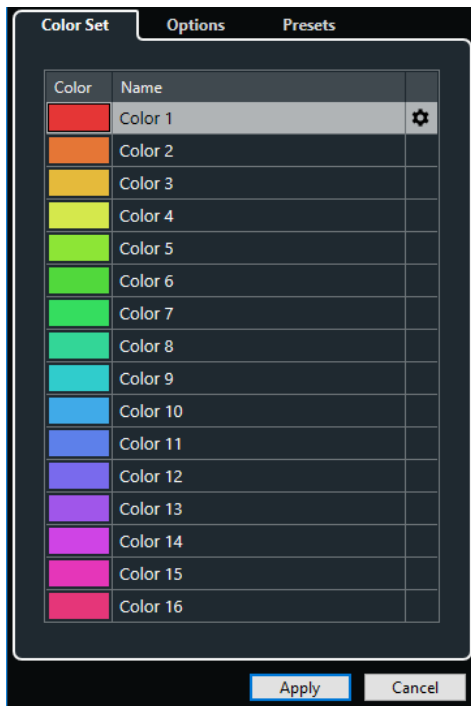 Color Set Options Presets
Color Name
Color 1
Color 2
Color 3
Color 4
Color 5
Color 6
Color 7
Color 8
Color 9
Color 10
Color 11
Color 12
Color 13
Color 14
Color 15
Color 16
Apply Cancel